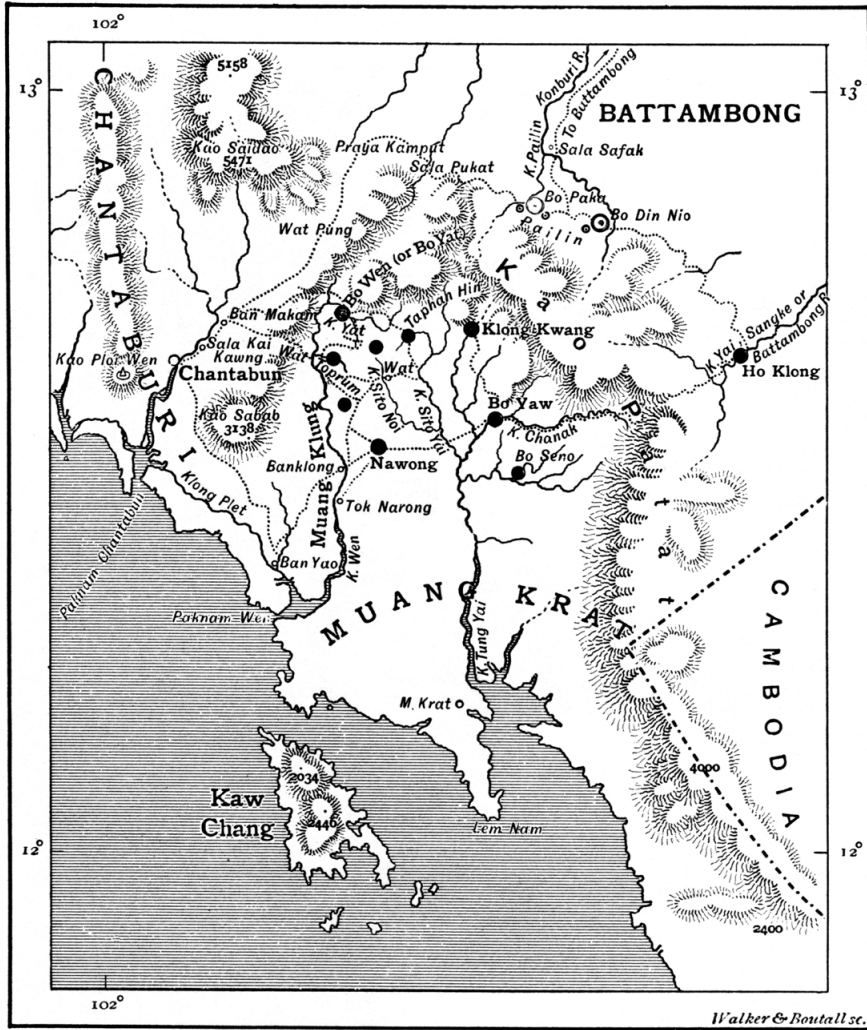 102°
13°
13°
CHANTABURI
5158
Kao Saidao
5471
Praya Kamput
Sala Pukat
Wat Pung
K. Pailin
Konburi R.
To Battambong
BATTAMBONG
Sala Safak
Bo Paka
Bo Din Nio
Pailin
Bo Wen (or Bo Yat)
Ban Makam
K. Yat
Taphan Hin
Klong Kwang
Sala Kai
Kawng
Kao Ploi Wen
Chantabun
Wat
Wat
K. Sito Noi
K. Sito Yai
K. Yai
Sangke or
Battambong R.
Ho Klong
Kao Sabab
3138
Bo Yaw
K. Chanak
Bo Seno
Nawong
Banklong
Muang Klung
Tok Narong
Klong Plet
Paknam Chantabun
K. Wen
Ban Yao
Paknam Wen
MUANG KRAT
K. Tung Yai
Ka Patat
CAMBODIA
M. Krat
Kaw
Chang
2034
2446
Lem Nam
4000
2400
12°
12°
102°
Walker & Boutall sc.